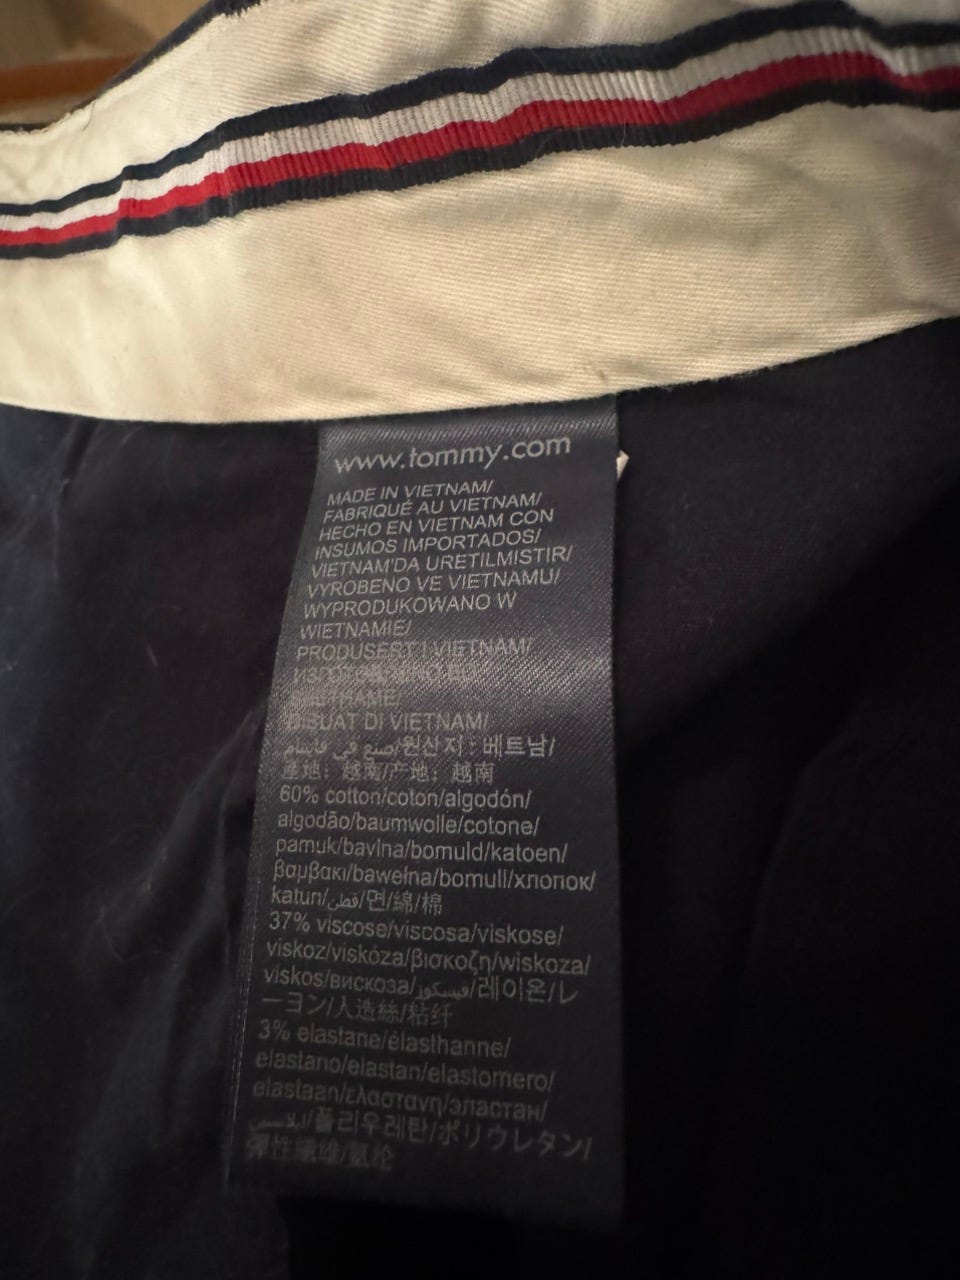 www.tommy.com
MADE IN VIETNAM/
FABRIQUÉ AU VIETNAM/
HECHO EN VIETNAM CON
INSUMOS IMPORTADOS/
VIETNAM'DA URETILMISTIR/
VYROBENO VE VIETNAMU/
WYPRODUKOWANO W
WIETNAMIE/
PRODUSERT I VIETNAM/
DIBUAT DI VIETNAM/
صنع في فيتنام/원산지 : 베트남/
產地：越南/产地：越南
60% cotton/coton/algodón/
algodão/baumwolle/cotone/
pamuk/bavlna/bomuld/katoen/
βαμβακι/bawełna/bomull/хлопок/
katun/قطن/면/綿/棉
37% viscose/viscosa/viskose/
viskoz/viskóza/βισκοζη/wiskoza/
viskos/вискоза/فيسكوز/레이온/レ
ーヨン/人造絲/粘纤
3% elastane/élasthanne/
elastano/elastan/elastomero/
elastaan/ελαστανη/эластан/
폴리우레탄/ポリウレタン/
彈性纖維/氨纶